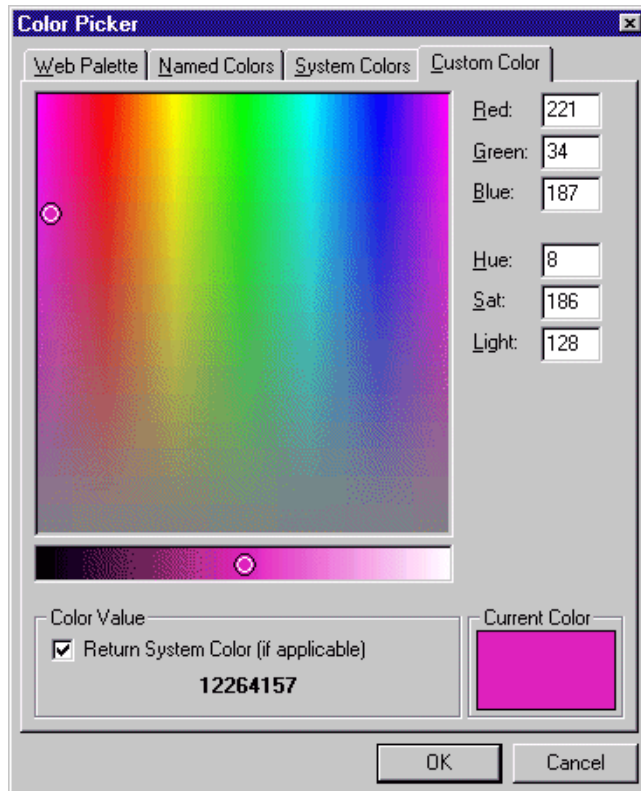 Color Picker
Web Palette Named Colors System Colors Custom Color
Red: 221
Green: 34
Blue: 187
Hue: 8
Sat: 186
Light: 128
Color Value
Return System Color (if applicable)
12264157
Current Color
OK Cancel